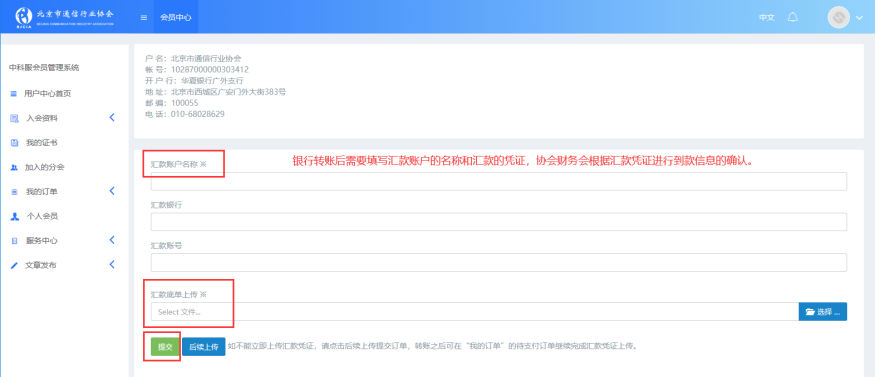 北京市通信行业协会
BEIJING COMMUNICATION INDUSTRY ASSOCIATION
BICIA
会员中心
中文
中科服会员管理系统
用户中心首页
入会资料
我的证书
加入的分会
我的订单
个人会员
服务中心
文章发布
户 名：北京市通信行业协会
帐 号：10287000000303412
开 户 行：华夏银行广外支行
地 址：北京市西城区广安门外大街383号
邮 编：100055
电 话：010-68028629
汇款账户名称 ※
银行转账后需要填写汇款账户的名称和汇款的凭证，协会财务会根据汇款凭证进行到款信息的确认。
汇款银行
汇款账号
汇款底单上传 ※
Select 文件...
选择 ...
提交
后续上传
如不能立即上传汇款凭证，请点击后续上传提交订单，转账之后可在“我的订单”的待支付订单继续完成汇款凭证上传。